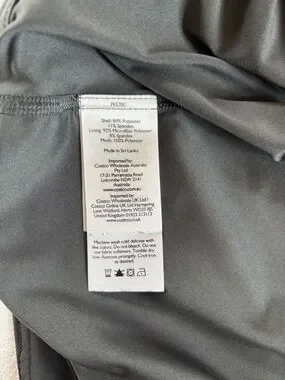 PRS70C
Shell: 89% Polyester
11% Spandex
Lining: 92% Microfiber Polyester
8% Spandex
Mesh: 100% Polyester
Made in Sri Lanka
Imported by:
Costco Wholesale Australia
Pty Ltd
17-21 Parramatta Road
Lidcombe NSW 2141
Australia
www.costco.com.au
Imported by:
Costco Wholesale UK Ltd /
Costco Online UK Ltd Hartspring
Lane Watford, Herts WD25 8JS
United Kingdom 01923 213113
www.costco.co.uk
Machine wash cold delicate with
like colors. Do not bleach. Do not
use fabric softeners. Tumble dry
low. Remove promptly. Cool iron,
as desired